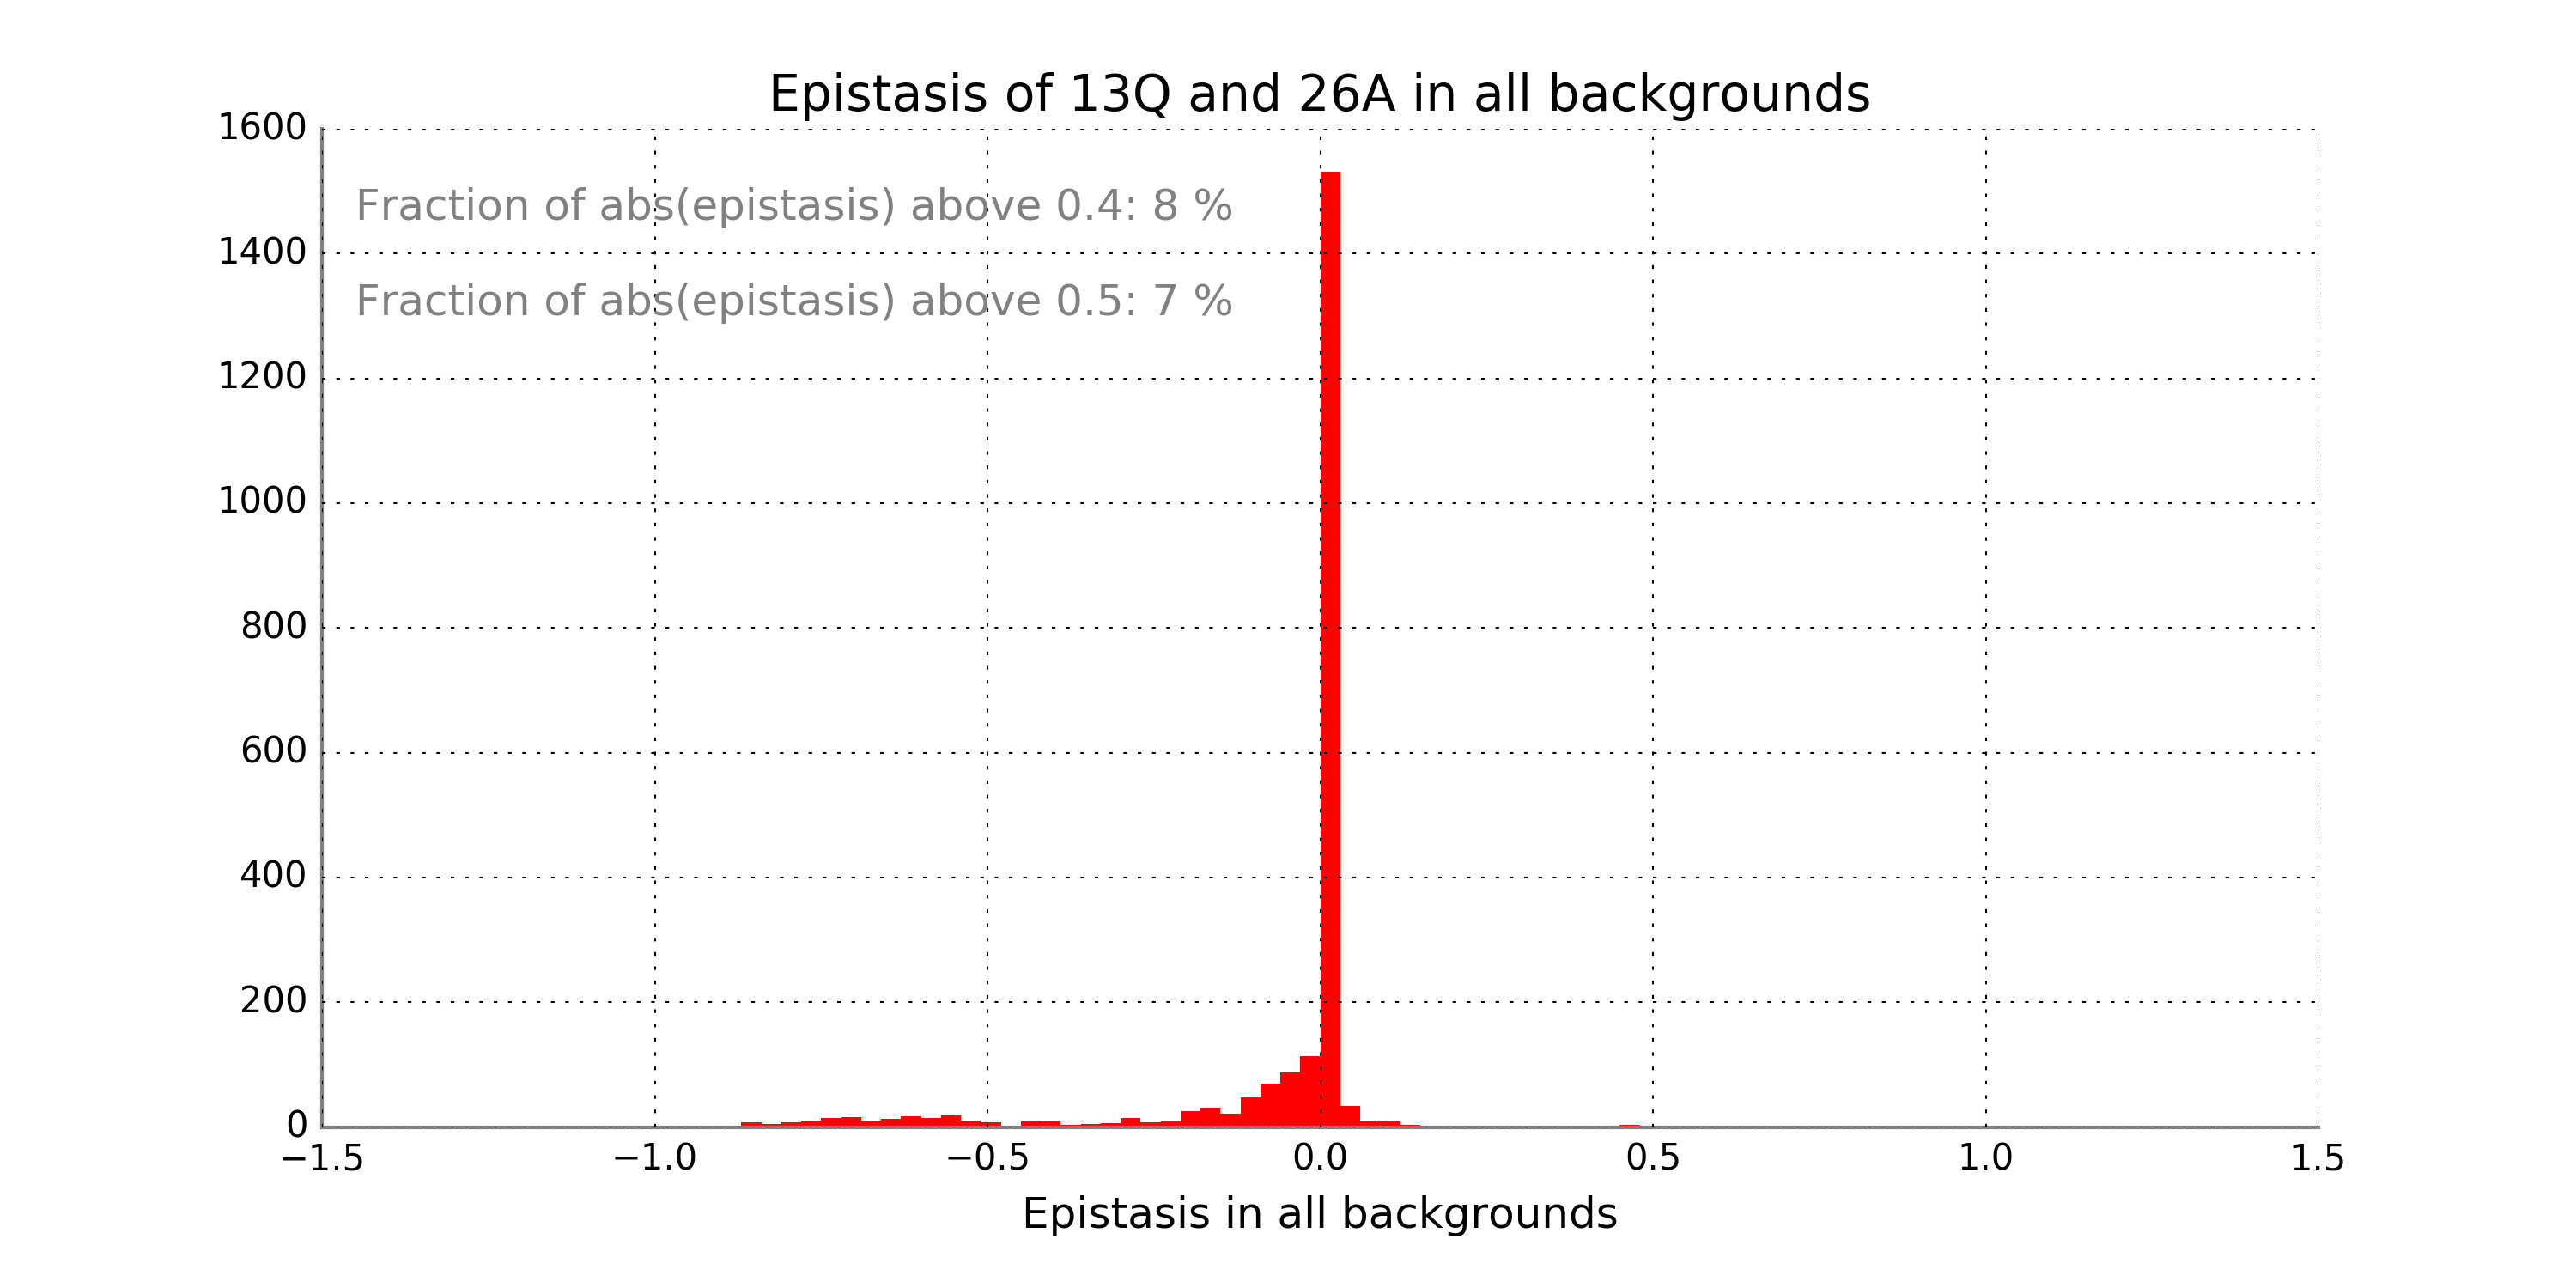 Epistasis of 13Q and 26A in all backgrounds
1600
Fraction of abs(epistasis) above 0.4: 8 %
1400
Fraction of abs(epistasis) above 0.5: 7 %
1200
1000
800
600
400
200
0
−1.5 −1.0 −0.5 0.0 0.5 1.0 1.5
Epistasis in all backgrounds